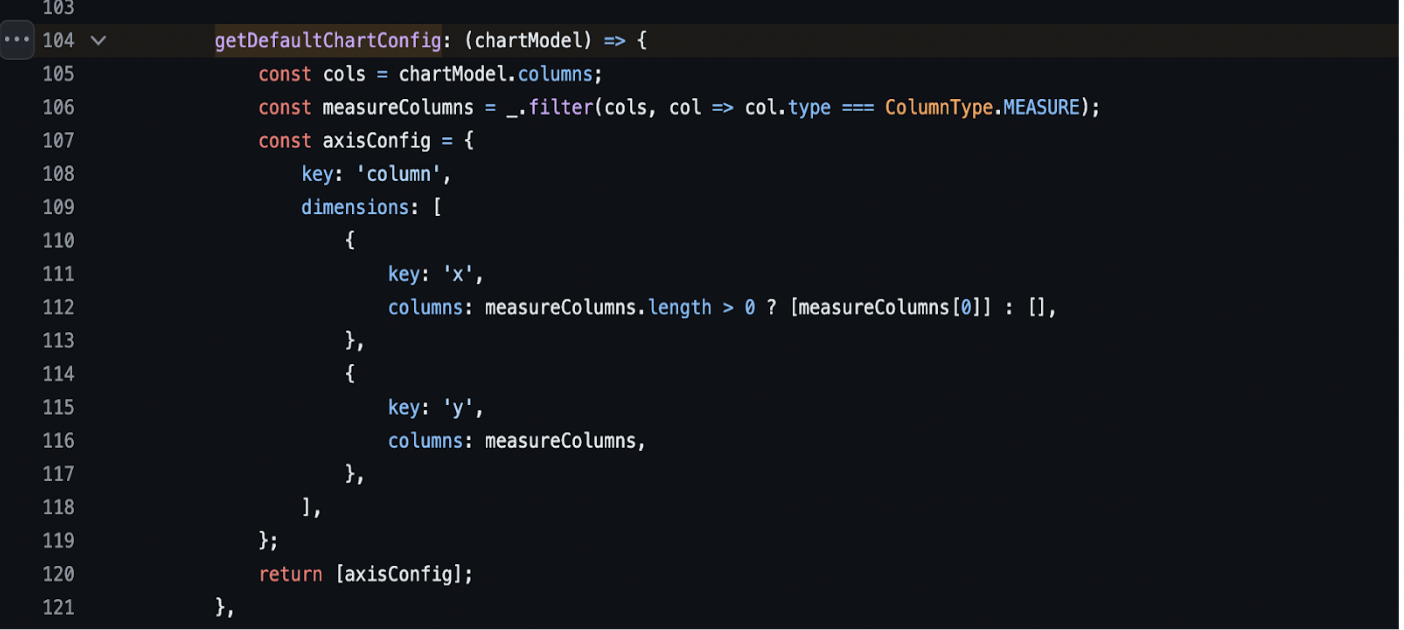 103
104 getDefaultChartConfig: (chartModel) => {
105 const cols = chartModel.columns;
106 const measureColumns = _.filter(cols, col => col.type === ColumnType.MEASURE);
107 const axisConfig = {
108 key: 'column',
109 dimensions: [
110 {
111 key: 'x',
112 columns: measureColumns.length > 0 ? [measureColumns[0]] : [],
113 },
114 {
115 key: 'y',
116 columns: measureColumns,
117 },
118 ],
119 };
120 return [axisConfig];
121 },